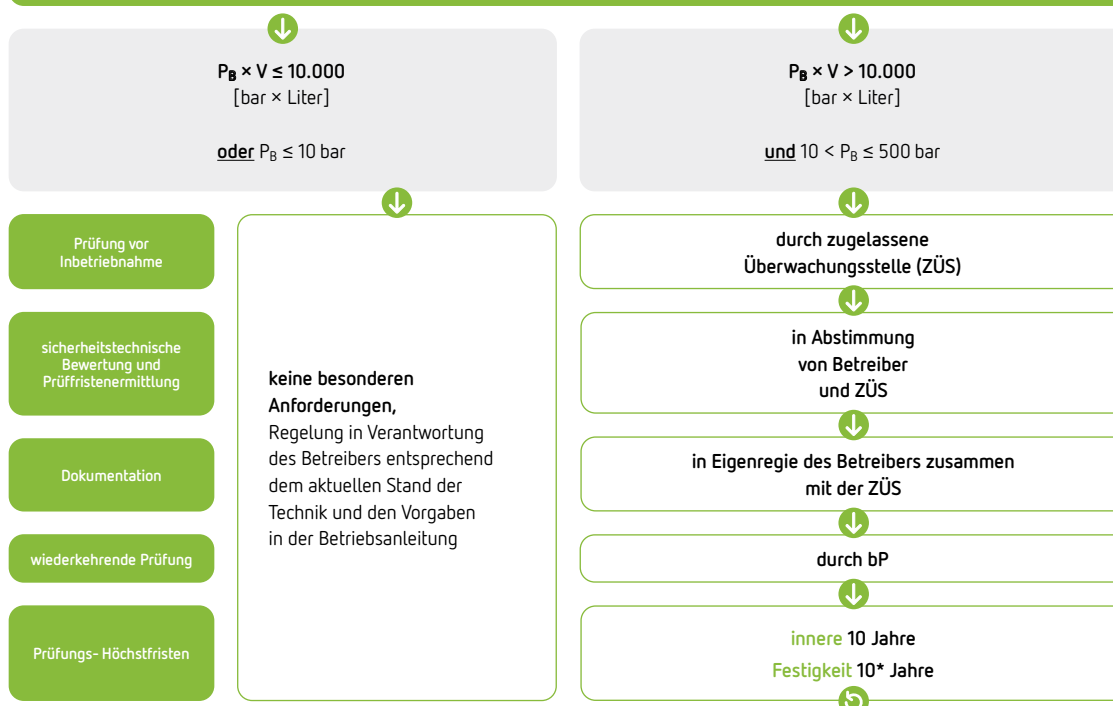 P_B × V ≤ 10.000
[bar × Liter]
oder P_B ≤ 10 bar
P_B × V > 10.000
[bar × Liter]
und 10 < P_B ≤ 500 bar
Prüfung vor
Inbetriebnahme
sicherheitstechnische
Bewertung und
Prüffristenermittlung
Dokumentation
wiederkehrende Prüfung
Prüfungs- Höchstfristen
keine besonderen
Anforderungen,
Regelung in Verantwortung
des Betreibers entsprechend
dem aktuellen Stand der
Technik und den Vorgaben
in der Betriebsanleitung
durch zugelassene
Überwachungsstelle (ZÜS)
in Abstimmung
von Betreiber
und ZÜS
in Eigenregie des Betreibers zusammen
mit der ZÜS
durch bP
innere 10 Jahre
Festigkeit 10* Jahre